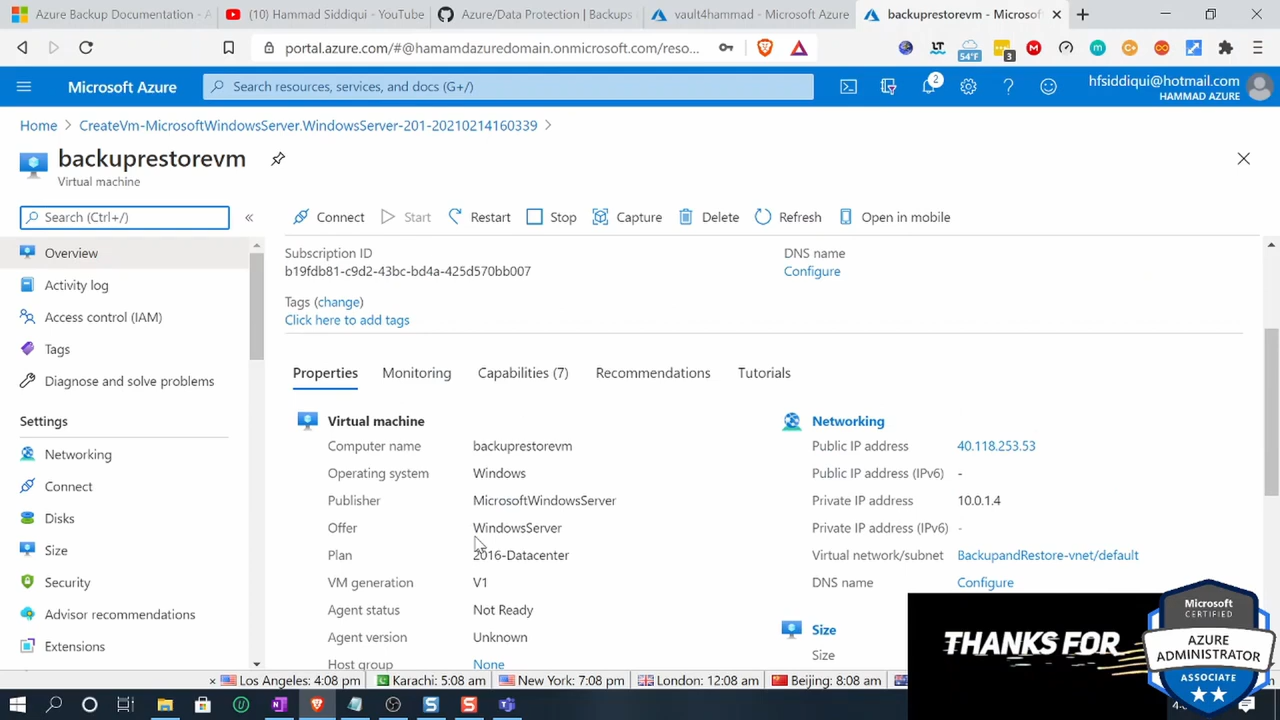 Azure Backup Documentation - A
(10) Hammad Siddiqui - YouTube
Azure/Data Protection | Backups
vault4hammad - Microsoft Azure
backuprestorevm - Microsof
portal.azure.com/#@hamamdazuredomain.onmicrosoft.com/reso...
LT
54°F
3
M
m
C+
Microsoft Azure
Search resources, services, and docs (G+/)
2
hfsiddiqui@hotmail.com
HAMMAD AZURE
Home > CreateVm-MicrosoftWindowsServer.WindowsServer-201-20210214160339 >
backuprestorevm
Virtual machine
Search (Ctrl+/)
«
Connect Start Restart Stop Capture Delete Refresh Open in mobile
Overview
Activity log
Access control (IAM)
Tags
Diagnose and solve problems
Settings
Networking
Connect
Disks
Size
Security
Advisor recommendations
Extensions
Subscription ID
b19fdb81-c9d2-43bc-bd4a-425d570bb007
DNS name
Configure
Tags (change)
Click here to add tags
Properties Monitoring Capabilities (7) Recommendations Tutorials
Virtual machine
Computer name backuprestorevm
Operating system Windows
Publisher MicrosoftWindowsServer
Offer WindowsServer
Plan 2016-Datacenter
VM generation V1
Agent status Not Ready
Agent version Unknown
Host group None
Networking
Public IP address 40.118.253.53
Public IP address (IPv6) -
Private IP address 10.0.1.4
Private IP address (IPv6) -
Virtual network/subnet BackupandRestore-vnet/default
DNS name Configure
Size
Size
THANKS FOR
Microsoft
CERTIFIED
AZURE
ADMINISTRATOR
ASSOCIATE
Los Angeles: 4:08 pm Karachi: 5:08 am New York: 7:08 pm London: 12:08 am Beijing: 8:08 am